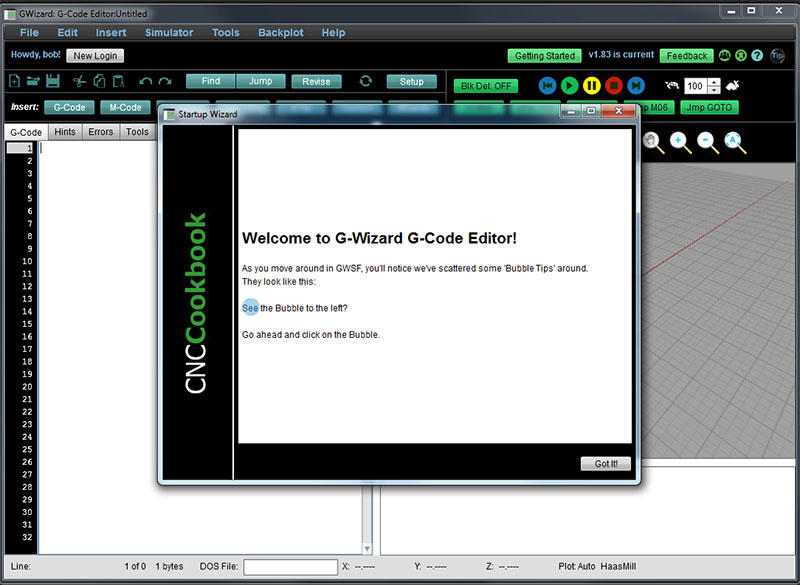 GWizard: G-Code Editor:Untitled
File Edit Insert Simulator Tools Backplot Help
Howdy, bob! New Login Getting Started v1.83 is current Feedback ? Tip
Find Jump Revise Setup Blk Del. OFF 100
Insert: G-Code M-Code M06 Jmp GOTO
G-Code Hints Errors Tools
Startup Wizard
1
2
3
4
5
6
7
8
9
10
11
12
13
14
15
16
17
18
19
20
21
22
23
24
25
26
27
28
29
30
31
32
CNCCookbook
Welcome to G-Wizard G-Code Editor!
As you move around in GWSF, you'll notice we've scattered some 'Bubble Tips' around.
They look like this:
See the Bubble to the left?
Go ahead and click on the Bubble.
Got It!
Line: 1 of 0 1 bytes DOS File: X: --.---- Y: --.---- Z: --.---- Plot: Auto HaasMill